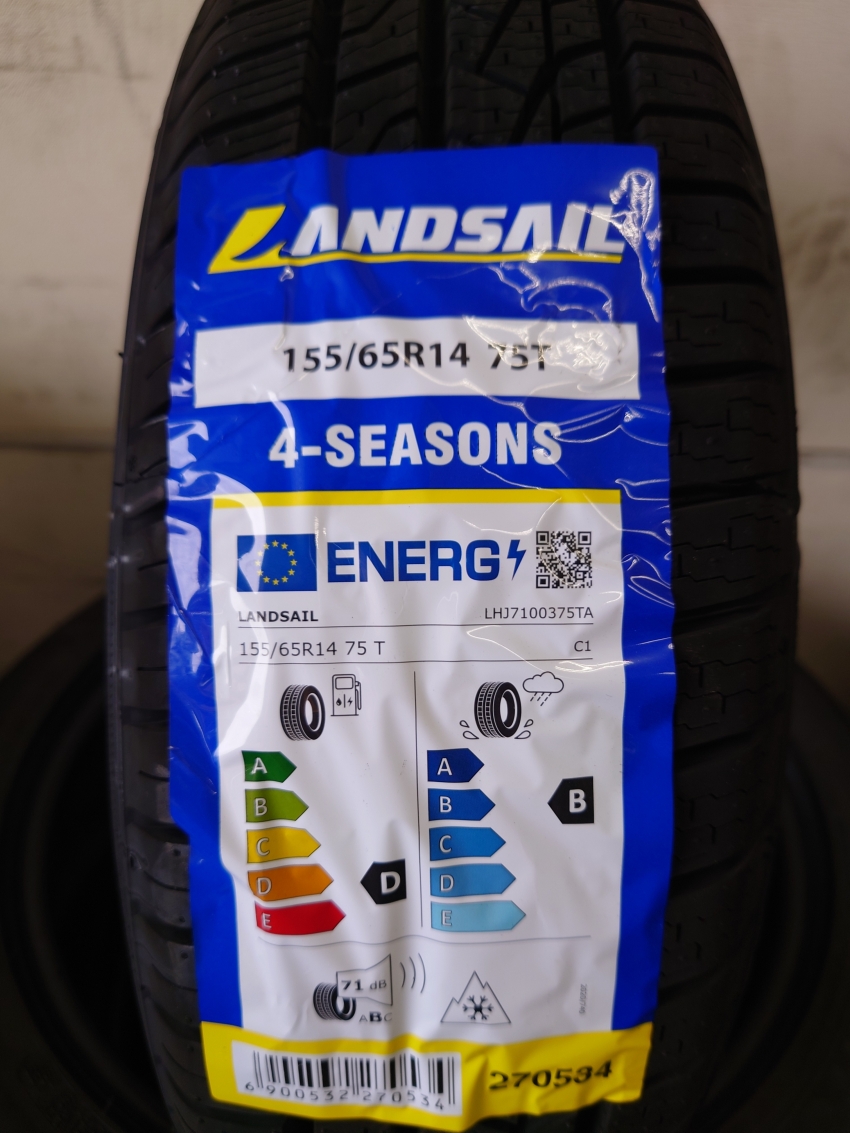 LANDSAIL
155/65R14 75T
4-SEASONS
ENERG
LANDSAIL LHJ7100375TA
155/65R14 75 T C1
A A
B B B
C C
D D D
E E
71 dB
ABC
6 900532 270534
270534